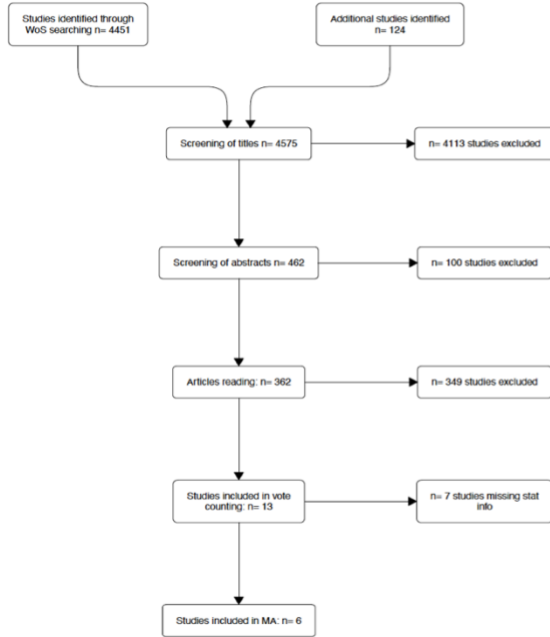 Studies identified through
WoS searching n= 4451
Additional studies identified
n= 124
Screening of titles n= 4575
n= 4113 studies excluded
Screening of abstracts n= 462
n= 100 studies excluded
Articles reading: n= 362
n= 349 studies excluded
Studies included in vote
counting: n= 13
n= 7 studies missing stat
info
Studies included in MA: n= 6